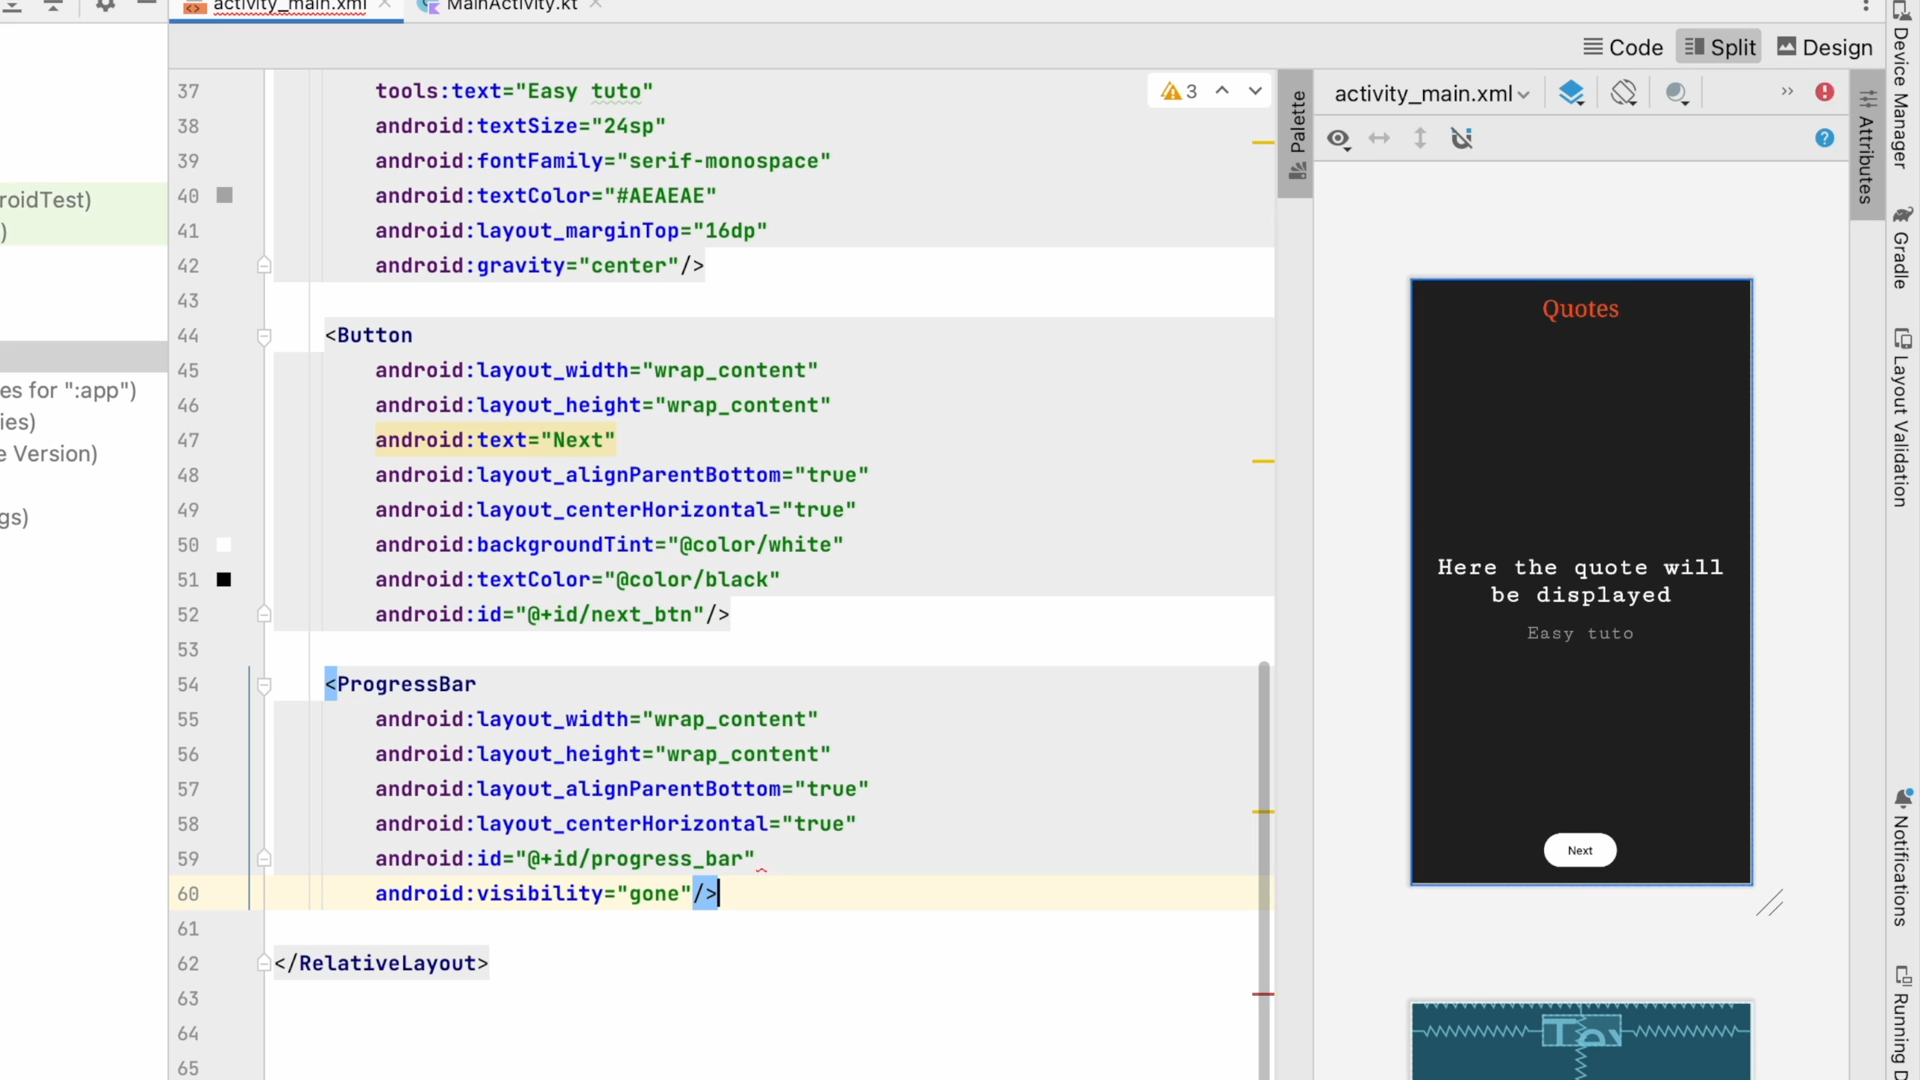 activity_main.xml
MainActivity.kt
Code
Split
Design
37 tools:text="Easy tuto"
38 android:textSize="24sp"
39 android:fontFamily="serif-monospace"
40 android:textColor="#AEAEAE"
41 android:layout_marginTop="16dp"
42 android:gravity="center"/>
43
44 <Button
45 android:layout_width="wrap_content"
46 android:layout_height="wrap_content"
47 android:text="Next"
48 android:layout_alignParentBottom="true"
49 android:layout_centerHorizontal="true"
50 android:backgroundTint="@color/white"
51 android:textColor="@color/black"
52 android:id="@+id/next_btn"/>
53
54 <ProgressBar
55 android:layout_width="wrap_content"
56 android:layout_height="wrap_content"
57 android:layout_alignParentBottom="true"
58 android:layout_centerHorizontal="true"
59 android:id="@+id/progress_bar"
60 android:visibility="gone"/>
61
62 </RelativeLayout>
63
64
65
3
roidTest)
)
es for ":app")
ies)
e Version)
gs)
Palette
activity_main.xml
Attributes
Quotes
Here the quote will
be displayed
Easy tuto
Next
Device Manager
Gradle
Layout Validation
Notifications
Running D